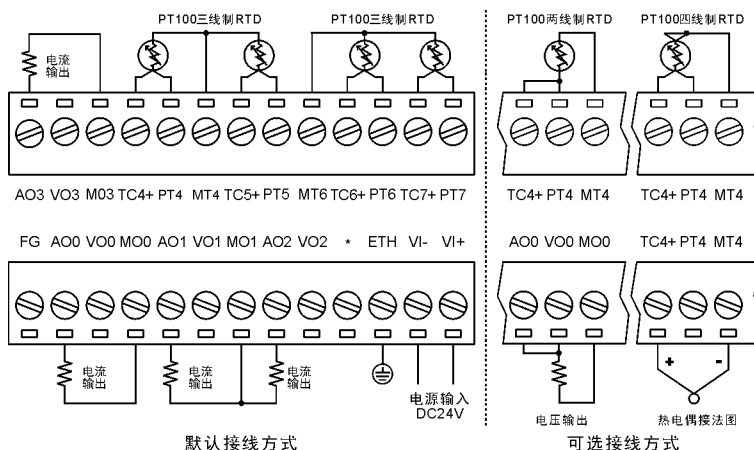 PT100三线制RTD PT100三线制RTD PT100两线制RTD PT100四线制RTD
电流
输出
AO3 VO3 M03 TC4+ PT4 MT4 TC5+ PT5 MT6 TC6+ PT6 TC7+ PT7 TC4+ PT4 MT4 TC4+ PT4 MT4
FG AO0 VO0 MO0 AO1 VO1 MO1 AO2 VO2 * ETH VI- VI+ AO0 VO0 MO0 TC4+ PT4 MT4
电流
输出
电流
输出
电流
输出
+ -
电源输入
DC24V
电压输出 热电偶接法图
默认接线方式 可选接线方式